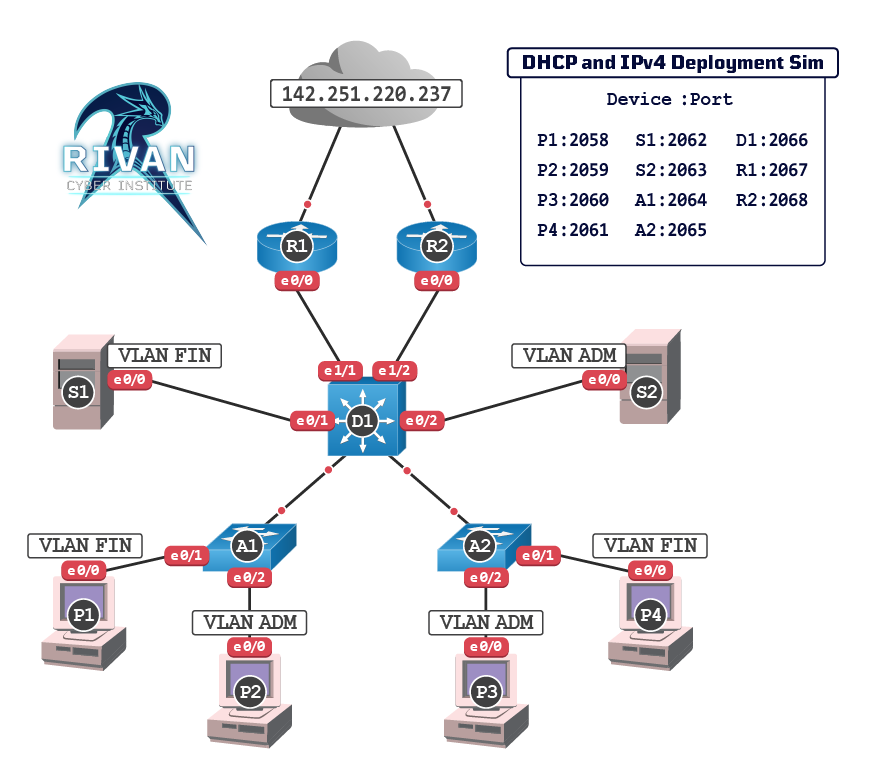 DHCP and IPv4 Deployment Sim
142.251.220.237
Device :Port
P1:2058 S1:2062 D1:2066
P2:2059 S2:2063 R1:2067
P3:2060 A1:2064 R2:2068
P4:2061 A2:2065
RIVAN
CYBER INSTITUTE
R1
R2
e0/0
e0/0
VLAN FIN
VLAN ADM
e1/1
e1/2
e0/0
e0/0
S1
S2
e0/1
D1
e0/2
VLAN FIN
A1
A2
VLAN FIN
e0/1
e0/1
e0/0
e0/2
e0/2
e0/0
P1
VLAN ADM
VLAN ADM
P4
e0/0
e0/0
P2
P3